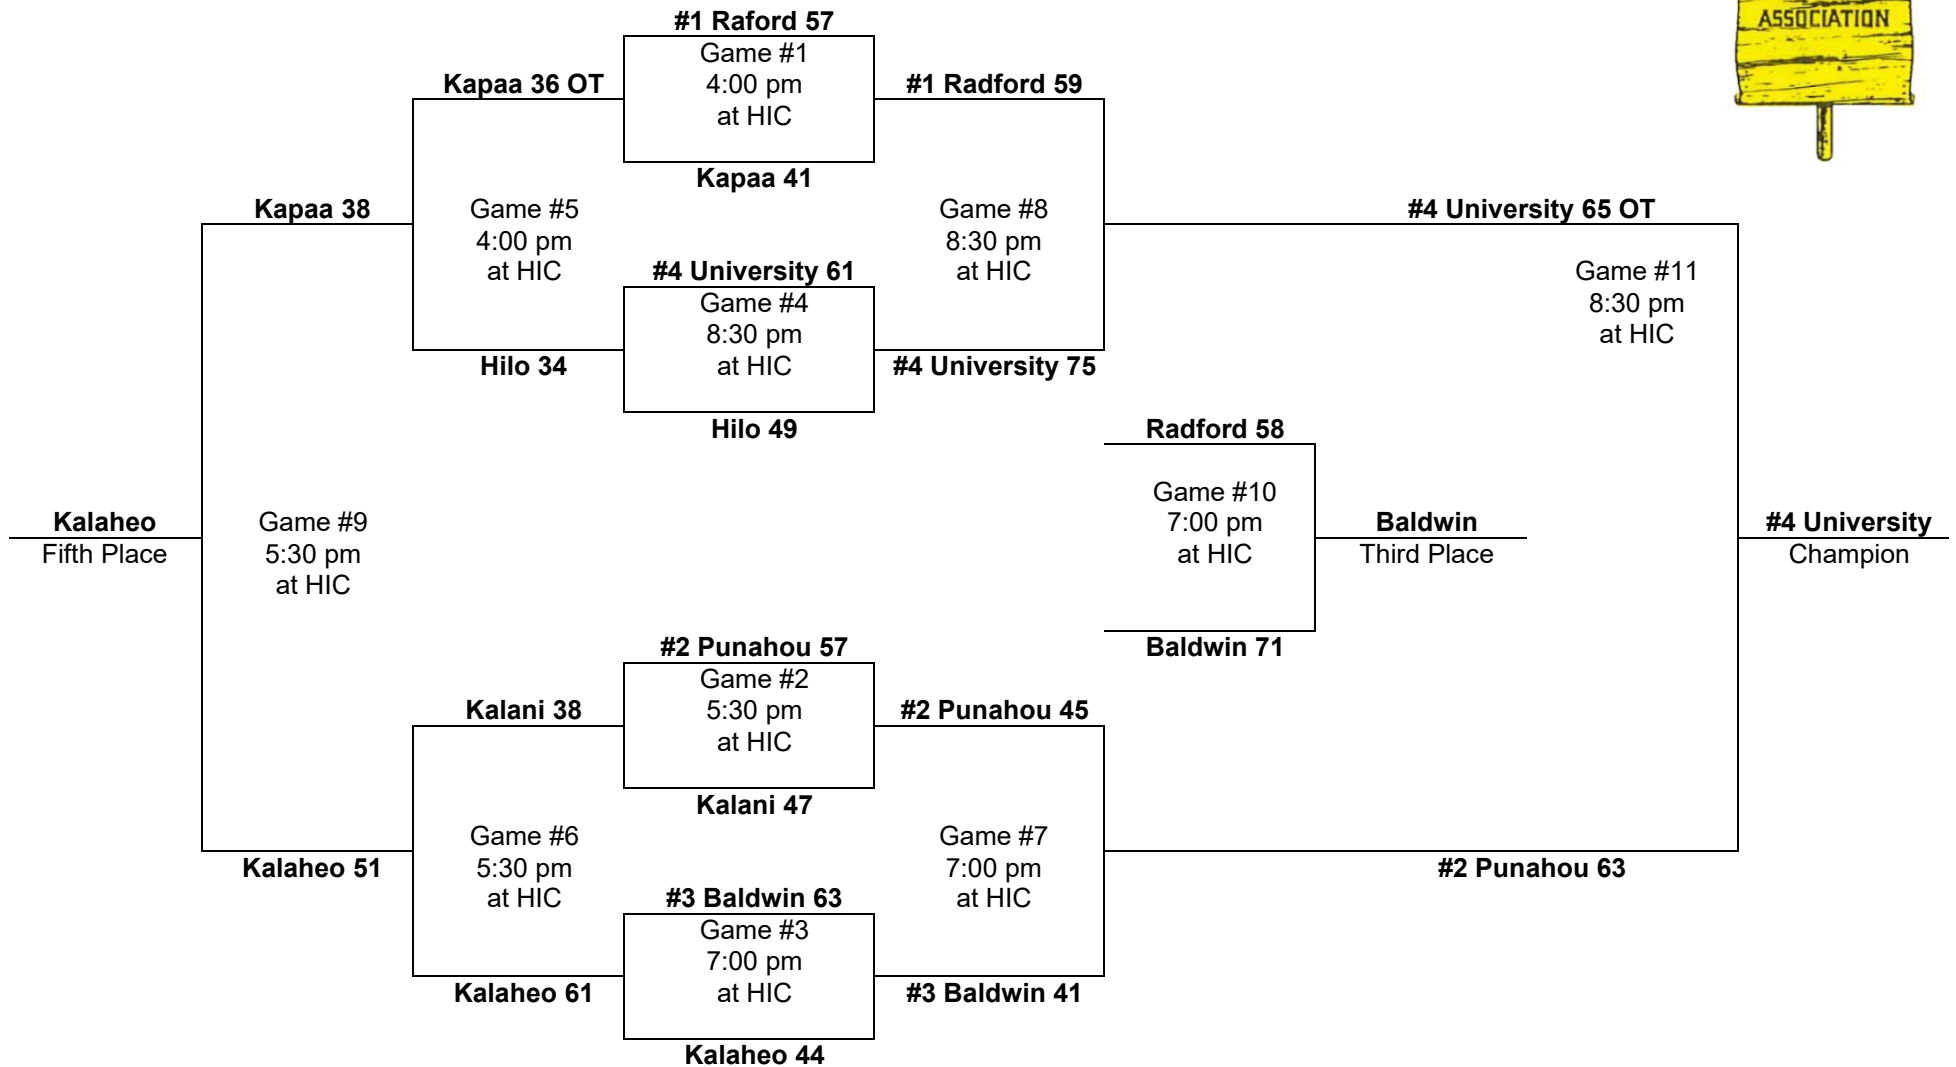 ASSOCIATION
#1 Raford 57
Game #1
4:00 pm
at HIC
Kapaa 36 OT
#1 Radford 59
Kapaa 41
Kapaa 38
Game #5
4:00 pm
at HIC
Game #8
8:30 pm
at HIC
#4 University 65 OT
#4 University 61
Game #4
8:30 pm
at HIC
Game #11
8:30 pm
at HIC
Hilo 34
#4 University 75
Hilo 49
Radford 58
Game #10
7:00 pm
at HIC
Kalaheo
Fifth Place
Game #9
5:30 pm
at HIC
Baldwin
Third Place
#4 University
Champion
Baldwin 71
#2 Punahou 57
Game #2
5:30 pm
at HIC
Kalani 38
#2 Punahou 45
Kalani 47
Game #6
5:30 pm
at HIC
Game #7
7:00 pm
at HIC
Kalaheo 51
#2 Punahou 63
#3 Baldwin 63
Game #3
7:00 pm
at HIC
Kalaheo 61
#3 Baldwin 41
Kalaheo 44